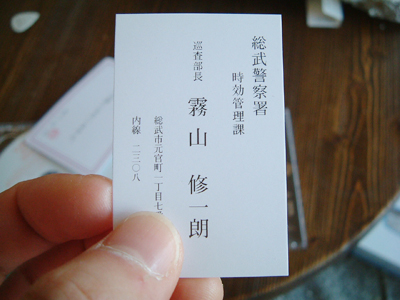 総武警察署
時効管理課
巡査部長
霧山 修一朗
総武市元官町一丁目七
内線 二三〇八